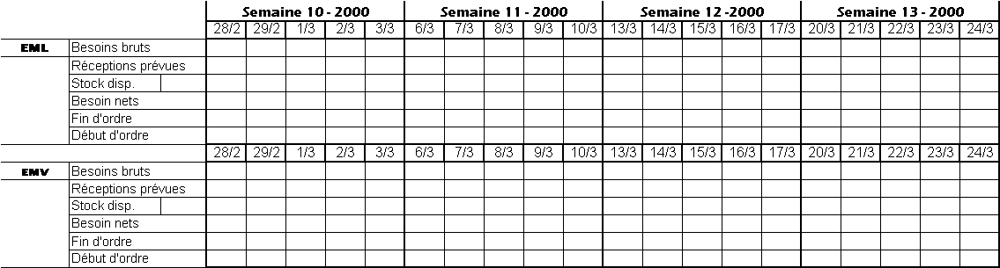 Semaine 10 - 2000 Semaine 11 - 2000 Semaine 12 -2000 Semaine 13 - 2000
28/2 29/2 1/3 2/3 3/3 6/3 7/3 8/3 9/3 10/3 13/3 14/3 15/3 16/3 17/3 20/3 21/3 22/3 23/3 24/3
EML Besoins bruts
Réceptions prévues
Stock disp.
Besoin nets
Fin d'ordre
Début d'ordre
28/2 29/2 1/3 2/3 3/3 6/3 7/3 8/3 9/3 10/3 13/3 14/3 15/3 16/3 17/3 20/3 21/3 22/3 23/3 24/3
EMV Besoins bruts
Réceptions prévues
Stock disp.
Besoin nets
Fin d'ordre
Début d'ordre